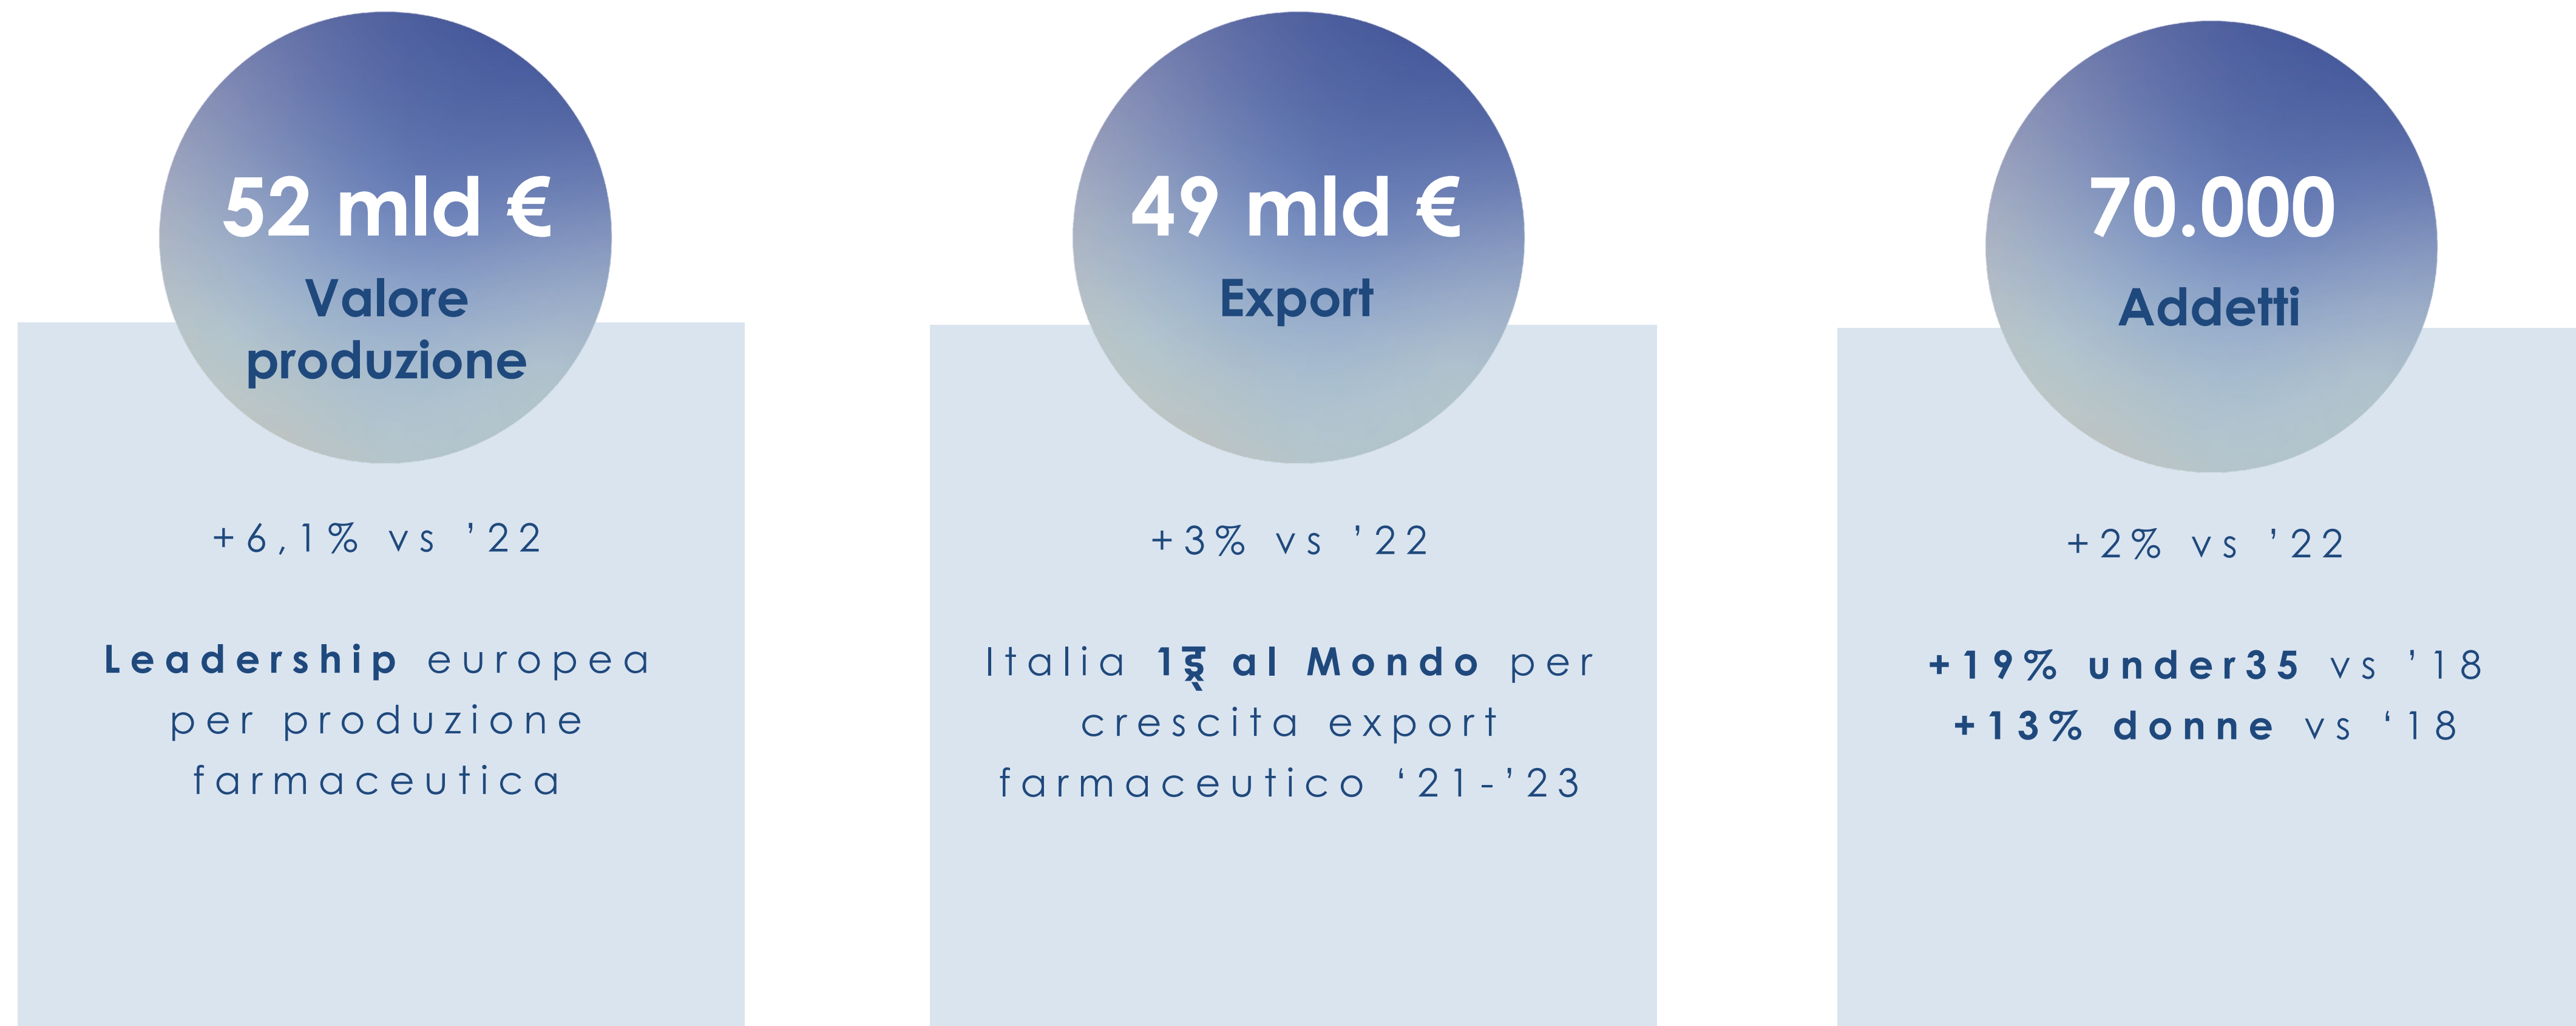 52 mld €
Valore
produzione
+6,1% vs ’22
Leadership europea
per produzione
farmaceutica
49 mld €
Export
+3% vs ’22
Italia al Mondo per
crescita export
farmaceutico ‘21-’23
70.000
Addetti
+2% vs ’22
+19% under35 vs ’18
+13% donne vs ‘18